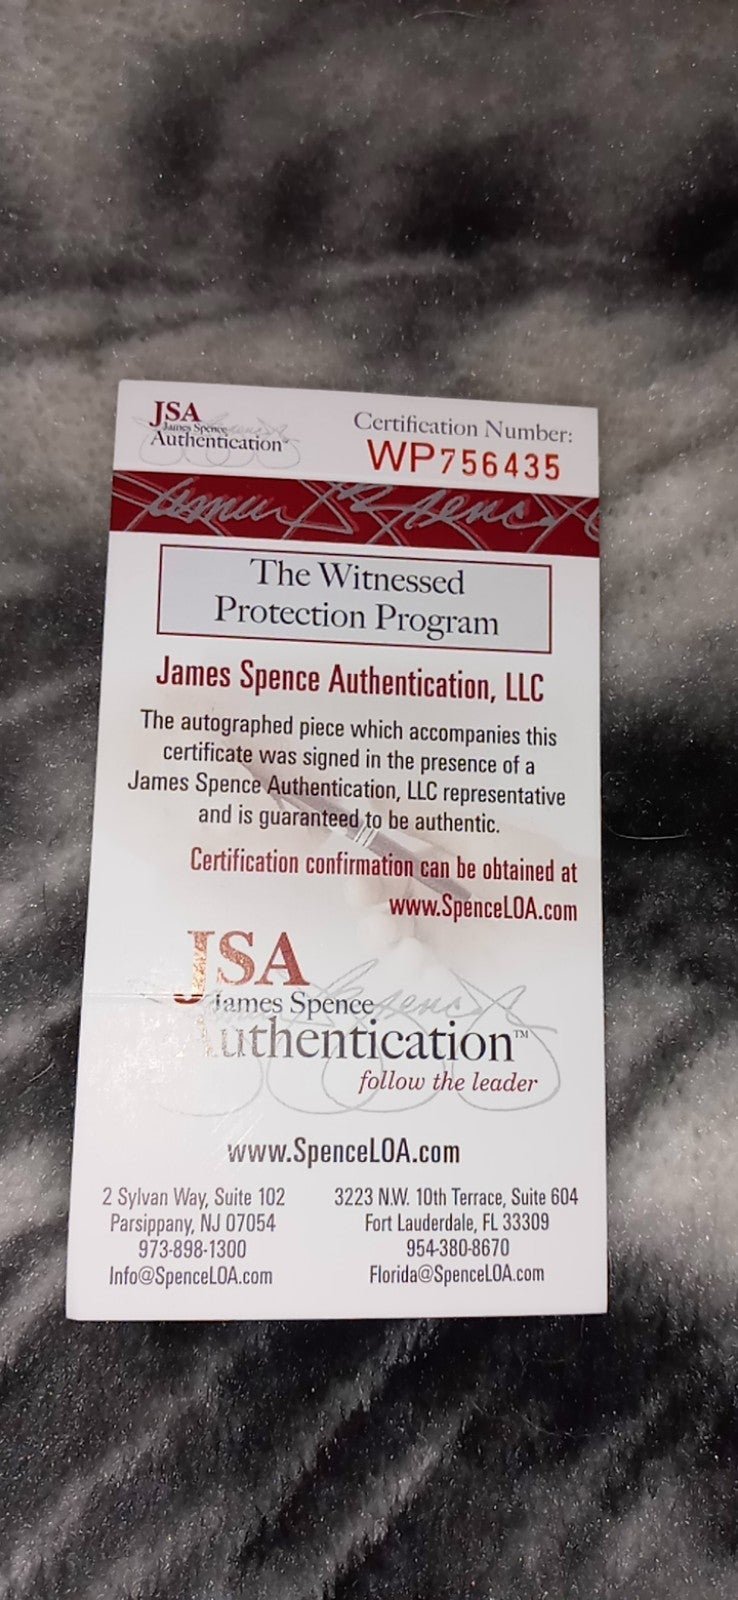 JSA
James Spence
Authentication™
Certification Number:
WP756435
The Witnessed
Protection Program
James Spence Authentication, LLC
The autographed piece which accompanies this
certificate was signed in the presence of a
James Spence Authentication, LLC representative
and is guaranteed to be authentic.
Certification confirmation can be obtained at
www.SpenceLOA.com
JSA
James Spence
Authentication™
follow the leader
www.SpenceLOA.com
2 Sylvan Way, Suite 102
Parsippany, NJ 07054
973-898-1300
Info@SpenceLOA.com
3223 N.W. 10th Terrace, Suite 604
Fort Lauderdale, FL 33309
954-380-8670
Florida@SpenceLOA.com